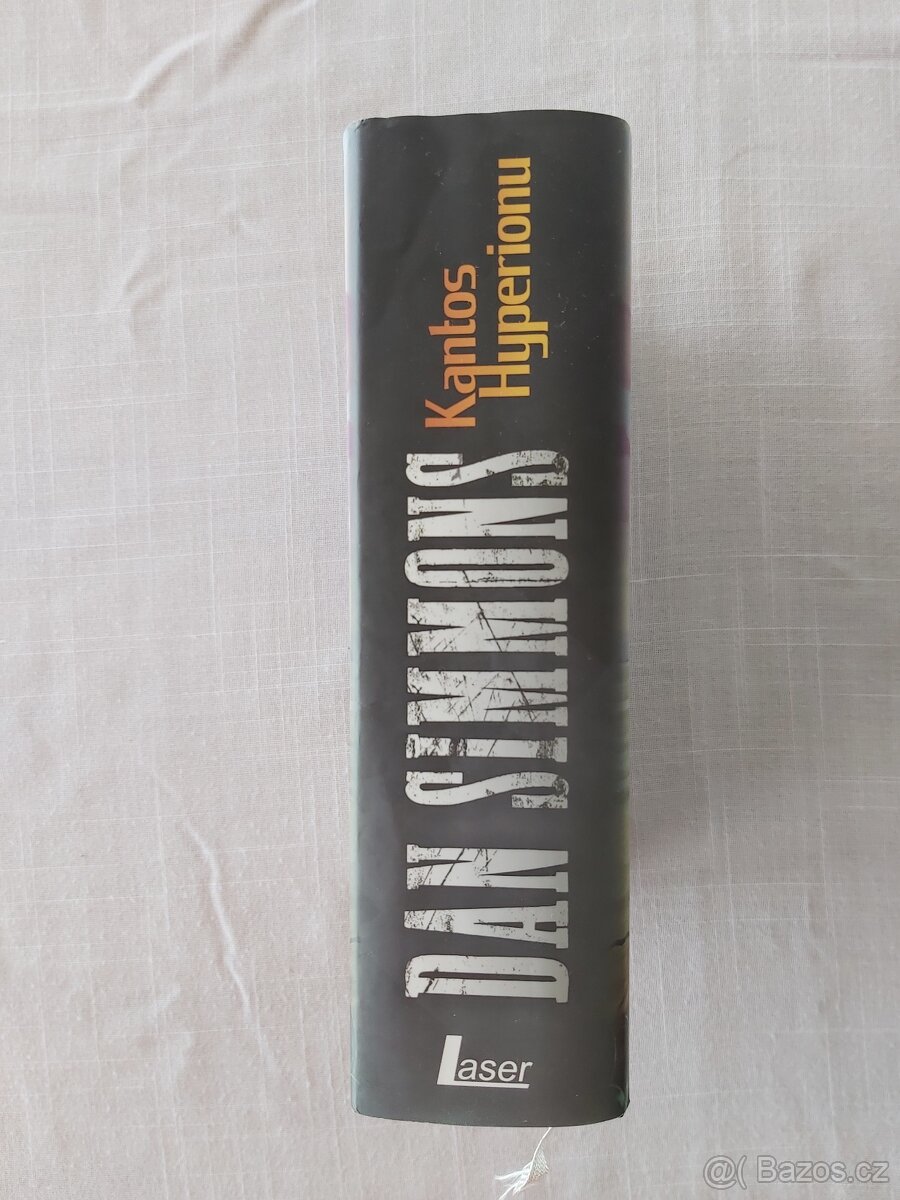 Laser
DAN SIMMONS
Kantos
Hyperionu
@( Bazos.cz